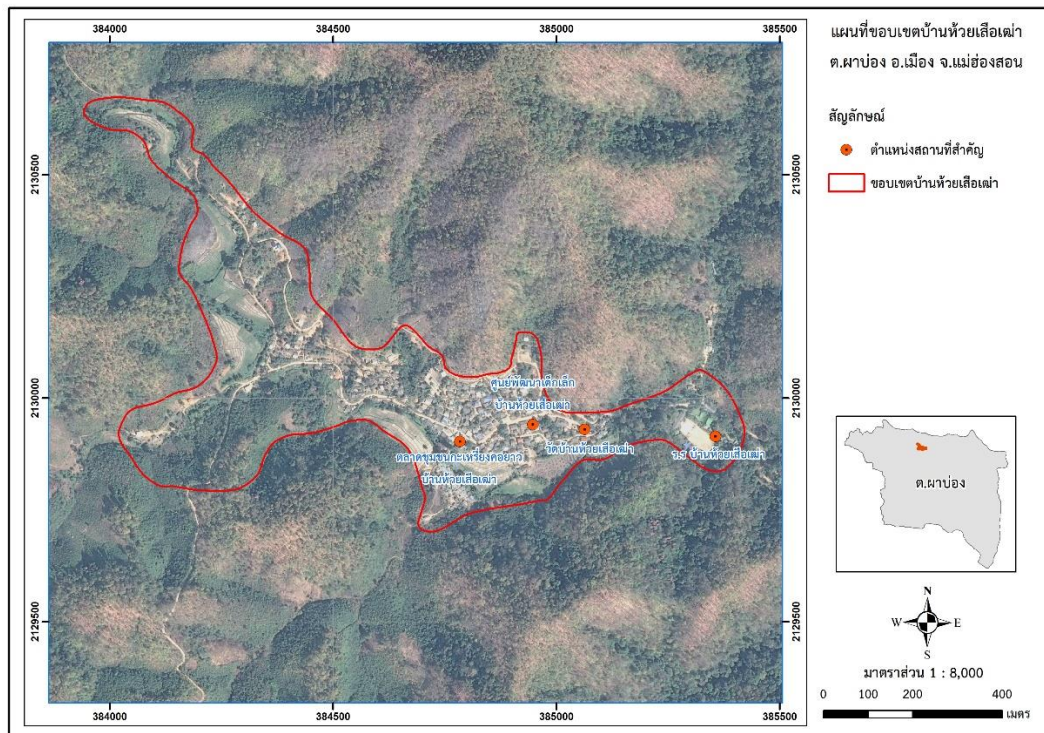 384000
384500
385000
385500
แผนที่ขอบเขตบ้านห้วยเสือเฒ่า
ต.ผาบ่อง อ.เมือง จ.แม่ฮ่องสอน
สัญลักษณ์
ตำแหน่งสถานที่สำคัญ
ขอบเขตบ้านห้วยเสือเฒ่า
2130500
2130500
ศูนย์พัฒนาเด็กเล็ก
บ้านห้วยเสือเฒ่า
2130000
2130000
วัดบ้านห้วยเสือเฒ่า
ร.ร บ้านห้วยเสือเฒ่า
ตลาดชุมชนกะเหรี่ยงคอยาว
บ้านห้วยเสือเฒ่า
ต.ผาบ่อง
2129500
2129500
N
W
E
S
มาตราส่วน 1 : 8,000
0 100 200 400
เมตร
384000
384500
385000
385500